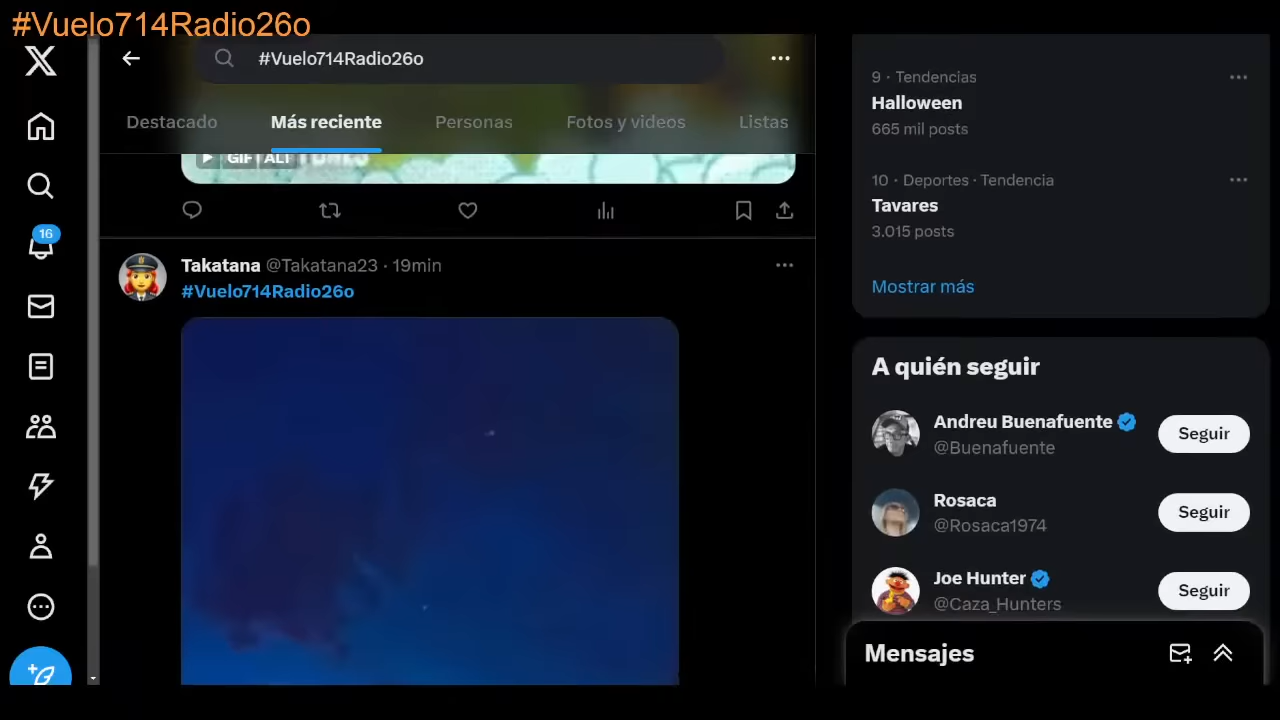 #Vuelo714Radio26o
#Vuelo714Radio26o
Destacado
Más reciente
Personas
Fotos y videos
Listas
GIF
ALT
16
Takatana @Takatana23 · 19min
#Vuelo714Radio26o
9 · Tendencias
Halloween
665 mil posts
10 · Deportes · Tendencia
Tavares
3.015 posts
Mostrar más
A quién seguir
Andreu Buenafuente
@Buenafuente
Seguir
Rosaca
@Rosaca1974
Seguir
Joe Hunter
@Caza_Hunters
Seguir
Mensajes